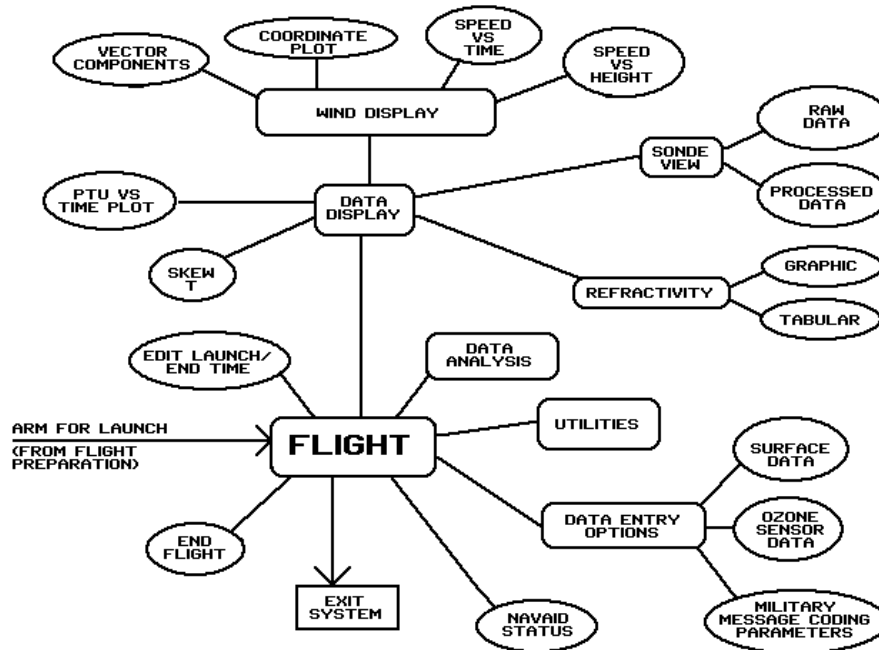 VECTOR
COMPONENTS
COORDINATE
PLOT
SPEED
VS
TIME
SPEED
VS
HEIGHT
WIND DISPLAY
RAW
DATA
SONDE
VIEW
PROCESSED
DATA
PTU VS
TIME PLOT
DATA
DISPLAY
SKEW
T
GRAPHIC
REFRACTIVITY
TABULAR
EDIT LAUNCH/
END TIME
DATA
ANALYSIS
ARM FOR LAUNCH
(FROM FLIGHT
PREPARATION)
FLIGHT
UTILITIES
SURFACE
DATA
DATA ENTRY
OPTIONS
OZONE
SENSOR
DATA
END
FLIGHT
EXIT
SYSTEM
NAVAID
STATUS
MILITARY
MESSAGE CODING
PARAMETERS